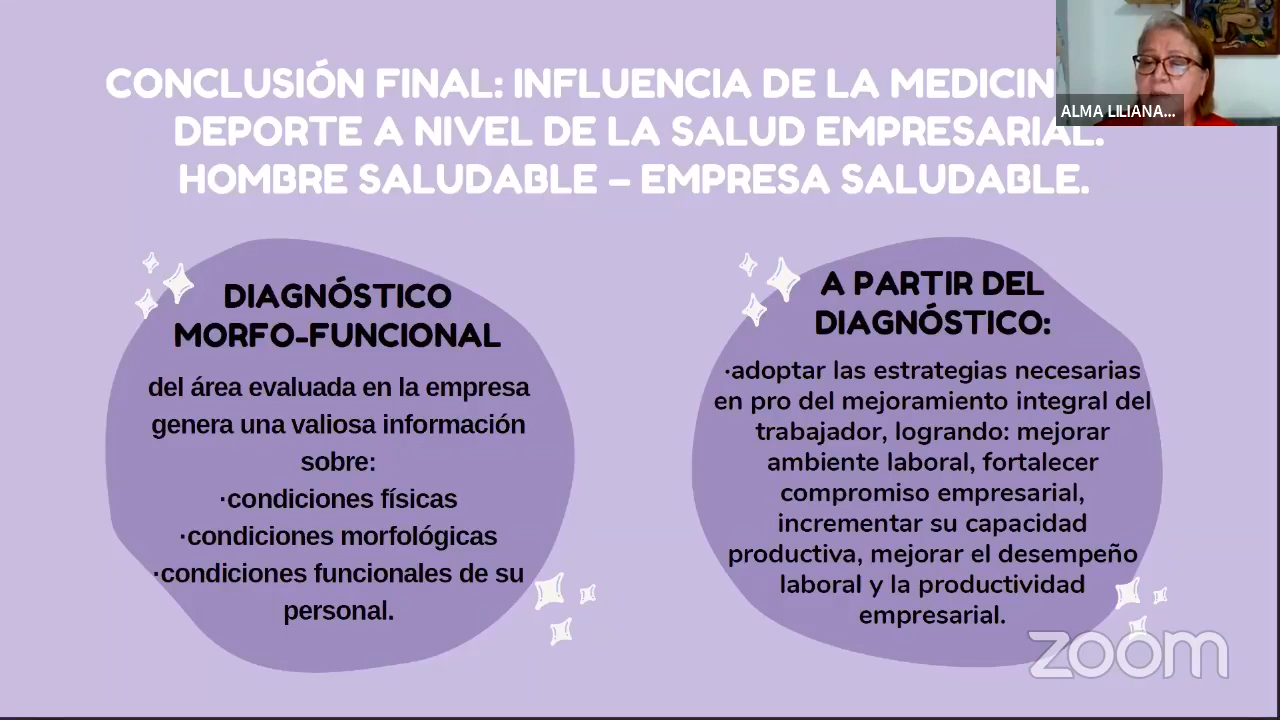 CONCLUSIÓN FINAL: INFLUENCIA DE LA MEDICIN
DEPORTE A NIVEL DE LA SALUD EMPRESARIAL.
HOMBRE SALUDABLE – EMPRESA SALUDABLE.
ALMA LILIANA...
DIAGNÓSTICO
MORFO-FUNCIONAL
del área evaluada en la empresa
genera una valiosa información
sobre:
·condiciones físicas
·condiciones morfológicas
·condiciones funcionales de su
personal.
A PARTIR DEL
DIAGNÓSTICO:
·adoptar las estrategias necesarias
en pro del mejoramiento integral del
trabajador, logrando: mejorar
ambiente laboral, fortalecer
compromiso empresarial,
incrementar su capacidad
productiva, mejorar el desempeño
laboral y la productividad
empresarial.
zoom